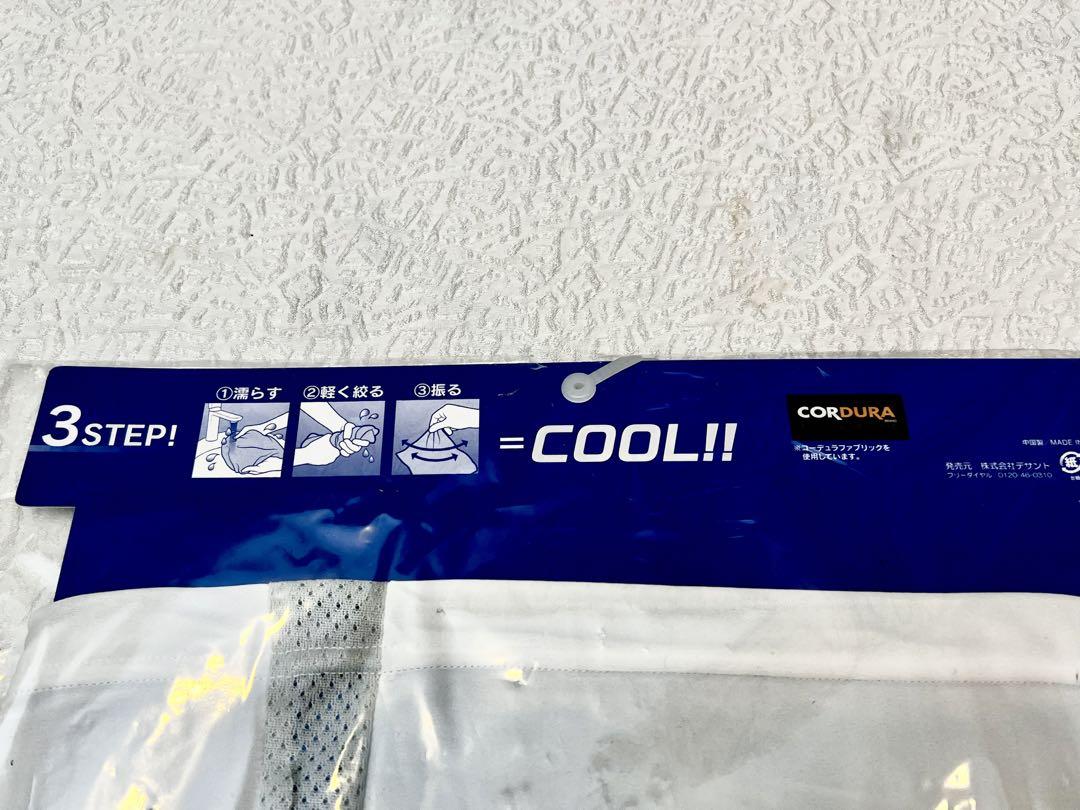 3STEP!
①濡らす ②軽く絞る ③振る
=COOL!!
CORDURA
※コーデュラファブリックを
使用しています。
中国製 MADE I
発売元 株式会社デサント
フリーダイヤル 0120-46-0310
紙